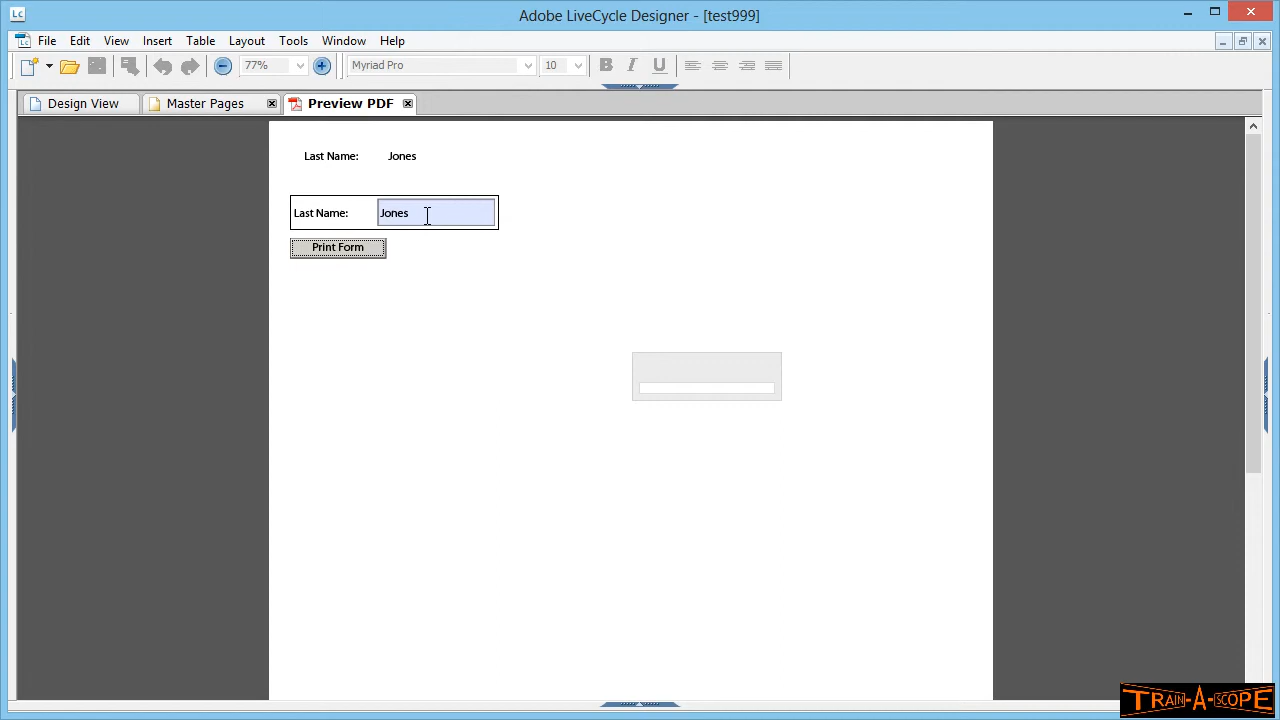 Lc
Adobe LiveCycle Designer - [test999]
File Edit View Insert Table Layout Tools Window Help
77% Myriad Pro 10 B I U
Design View Master Pages Preview PDF
Last Name: Jones
Last Name: Jones
Print Form
TRAIN-A-SCOPE